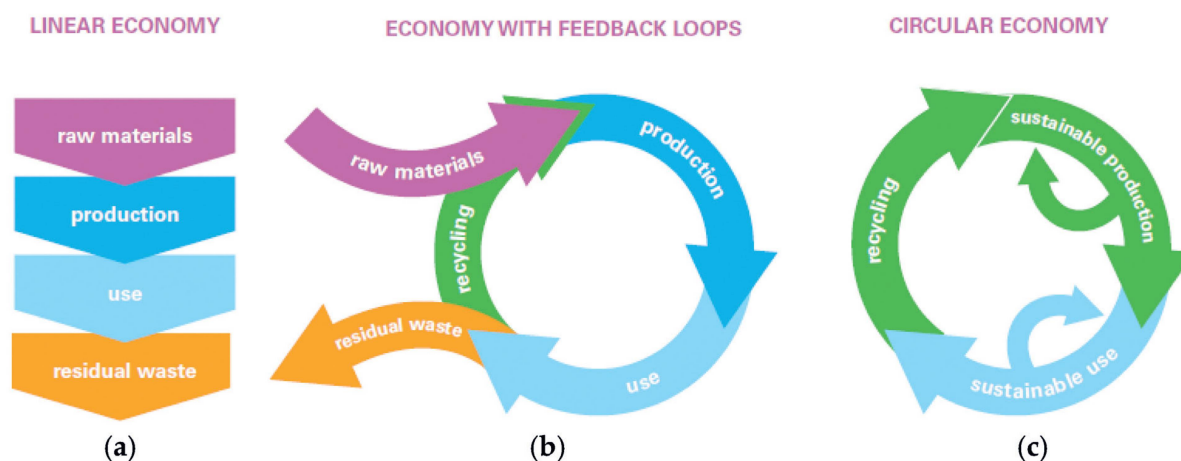 LINEAR ECONOMY
raw materials
production
use
residual waste
(a)
ECONOMY WITH FEEDBACK LOOPS
raw materials
production
recycling
residual waste
use
(b)
CIRCULAR ECONOMY
sustainable production
recycling
sustainable use
(c)